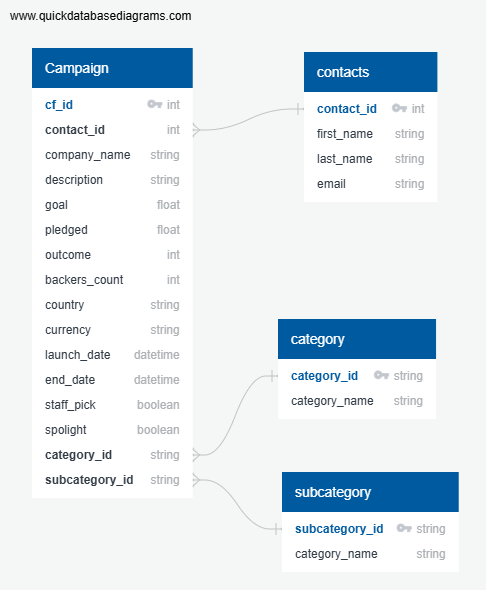 www.quickdatabasediagrams.com
Campaign
cf_id int
contact_id int
company_name string
description string
goal float
pledged float
outcome int
backers_count int
country string
currency string
launch_date datetime
end_date datetime
staff_pick boolean
spolight boolean
category_id string
subcategory_id string
contacts
contact_id int
first_name string
last_name string
email string
category
category_id string
category_name string
subcategory
subcategory_id string
category_name string